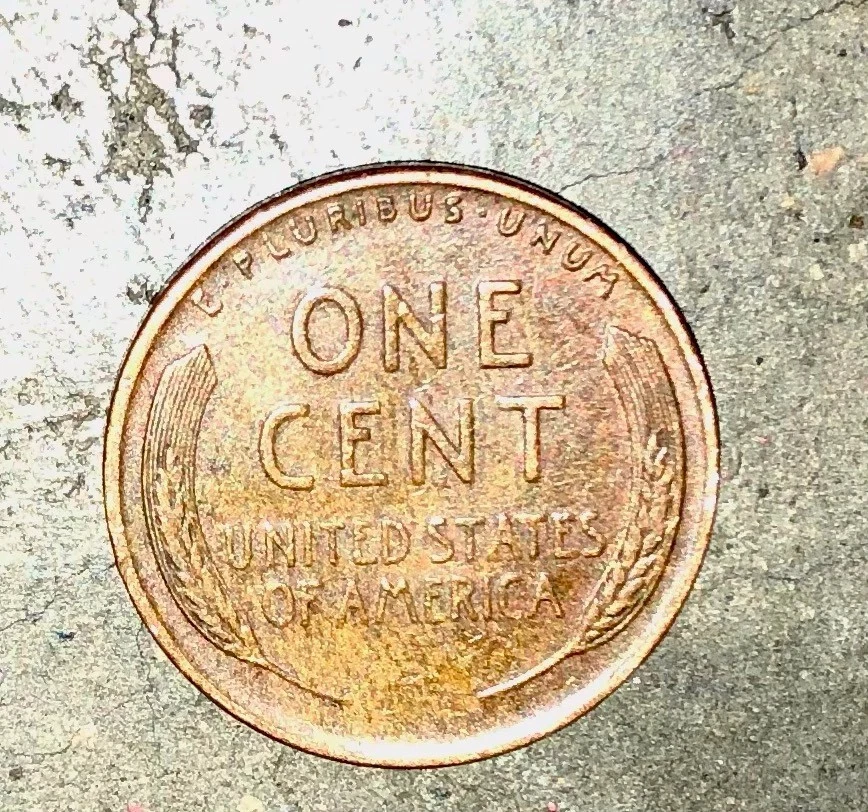 E PLURIBUS·UNUM
ONE
CENT
UNITED STATES
OF AMERICA